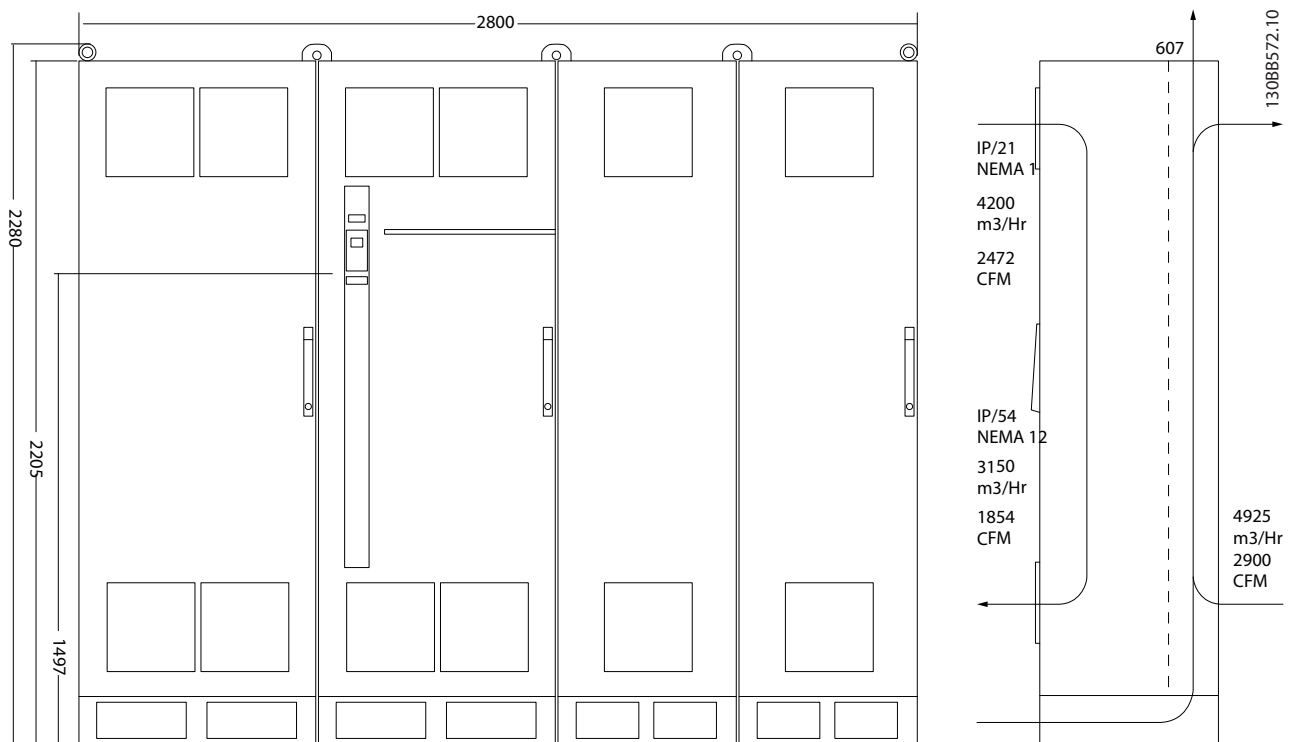 2800
2280
2205
1497
607
130BB572.10
IP/21
NEMA 1
4200
m3/Hr
2472
CFM
IP/54
NEMA 12
3150
m3/Hr
1854
CFM
4925
m3/Hr
2900
CFM